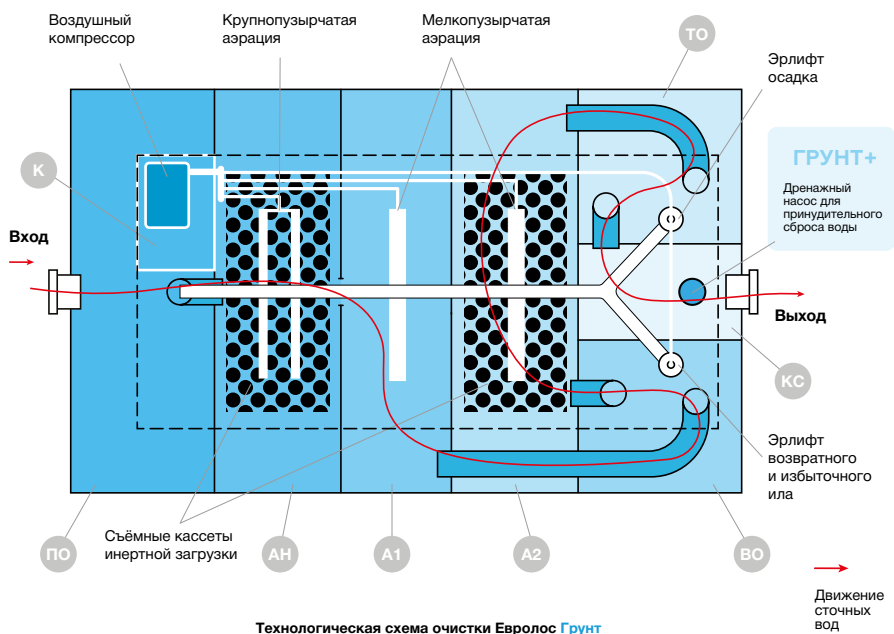 Воздушный
компрессор
Крупнопузырчатая
аэрация
Мелкопузырчатая
аэрация
ТО
Эрлифт
осадка
ГРУНТ+
Дренажный
насос для
принудительного
сброса воды
К
Вход
Выход
КС
Эрлифт
возвратного
и избыточного
ила
Съёмные кассеты
инертной загрузки
ПО
АН
А1
А2
ВО
Движение
сточных
вод
Технологическая схема очистки Евролос Грунт